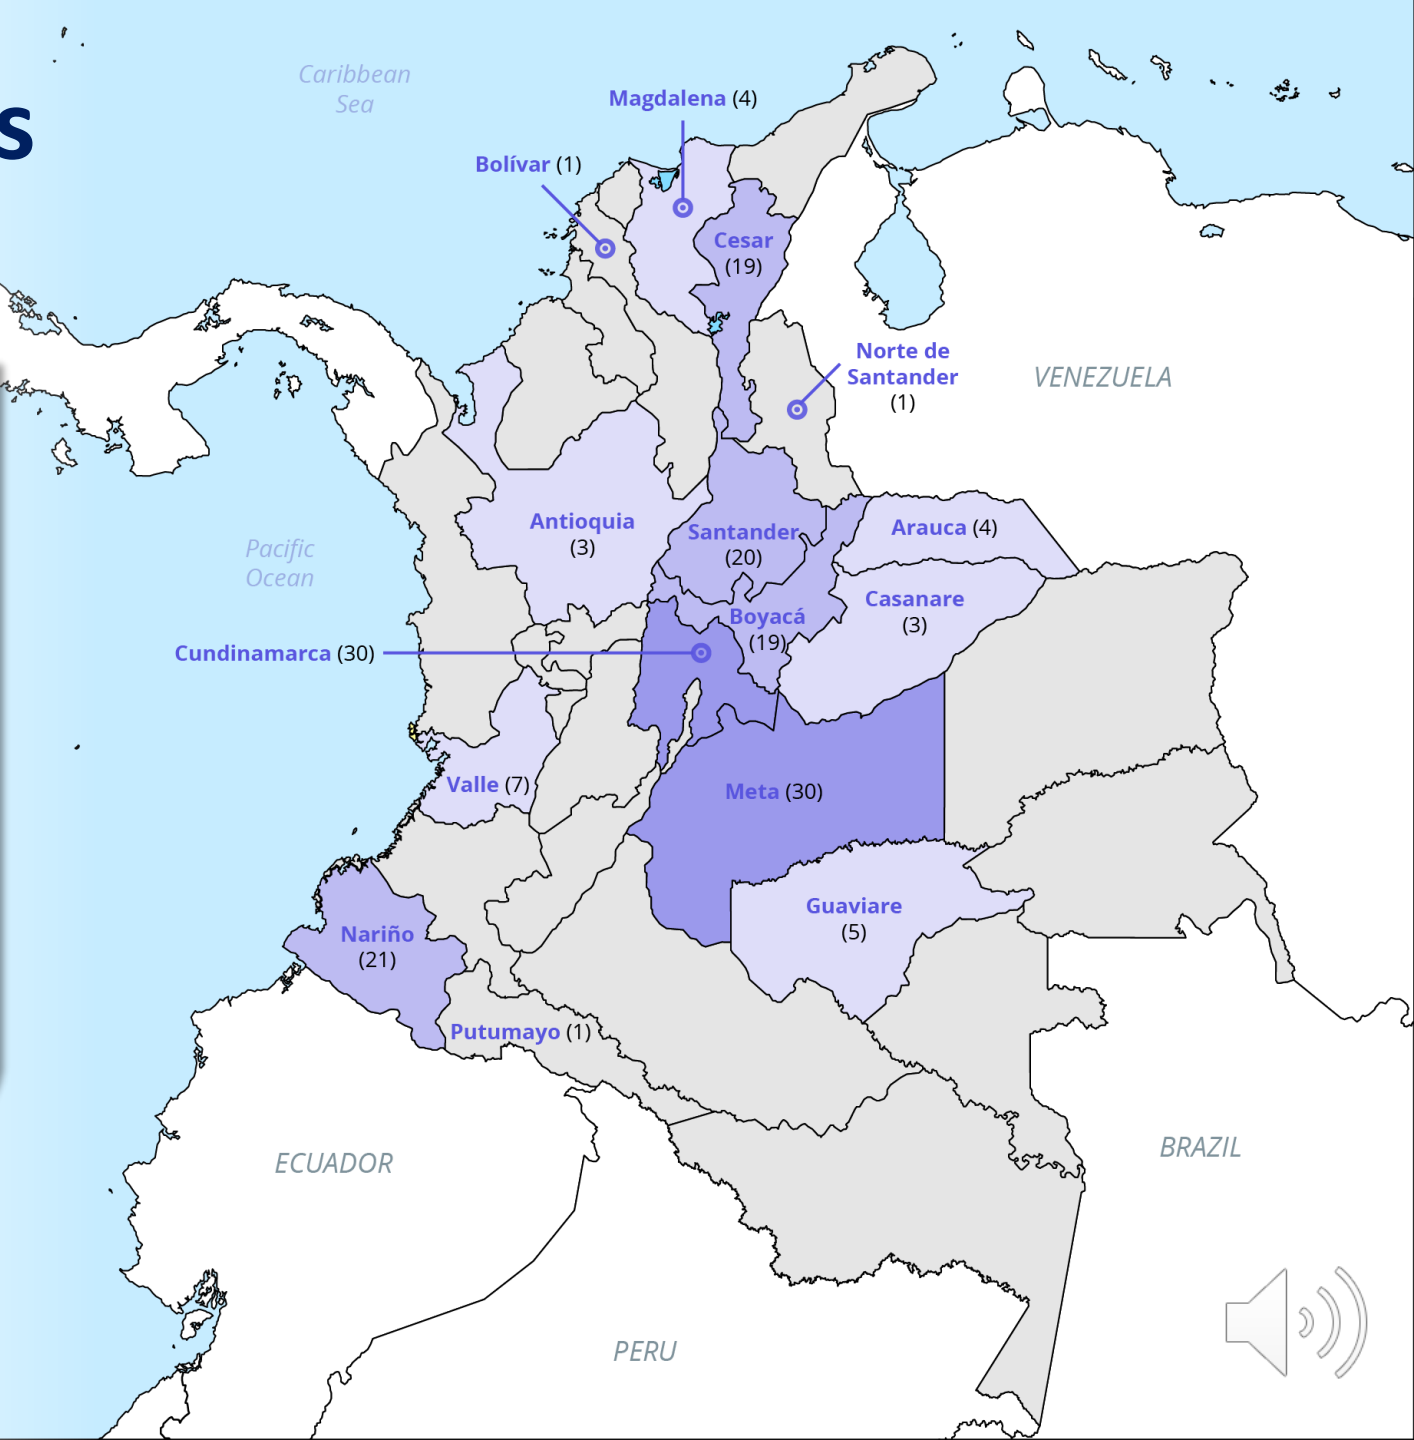 s
Caribbean
Sea
Magdalena (4)
Bolívar (1)
Cesar
(19)
Norte de
Santander
(1)
VENEZUELA
Antioquia
(3)
Santander
(20)
Arauca (4)
Pacific
Ocean
Casanare
(3)
Boyacá
(19)
Cundinamarca (30)
Valle (7)
Meta (30)
Guaviare
(5)
Nariño
(21)
Putumayo (1)
ECUADOR
BRAZIL
PERU